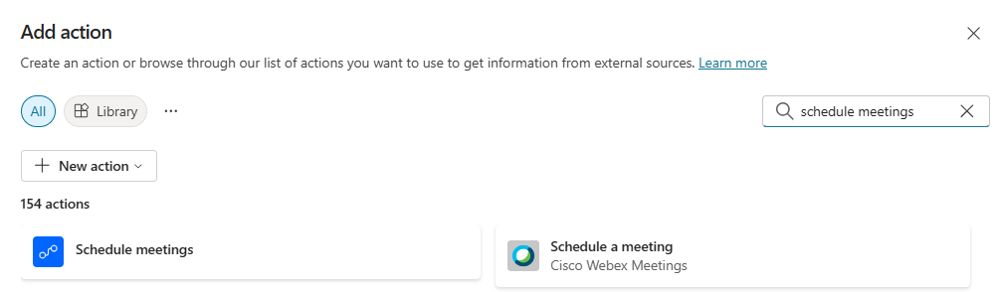 Add action
Create an action or browse through our list of actions you want to use to get information from external sources. Learn more
All
Library
...
schedule meetings
New action
154 actions
Schedule meetings
Schedule a meeting
Cisco Webex Meetings